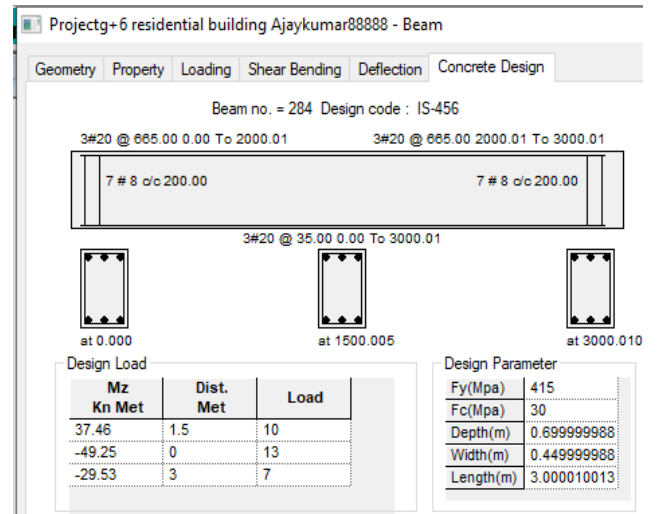 Projectg+6 residential building Ajaykumar88888 - Beam
Geometry Property Loading Shear Bending Deflection Concrete Design
Beam no. = 284 Design code : IS-456
3#20 @ 665.00 0.00 To 2000.01 3#20 @ 665.00 2000.01 To 3000.01
7 # 8 c/c 200.00 7 # 8 c/c 200.00
3#20 @ 35.00 0.00 To 3000.01
at 0.000 at 1500.005 at 3000.010
Design Load
Mz Dist. Load
Kn Met Met
37.46 1.5 10
-49.25 0 13
-29.53 3 7
Design Parameter
Fy(Mpa) 415
Fc(Mpa) 30
Depth(m) 0.699999988
Width(m) 0.449999988
Length(m) 3.000010013